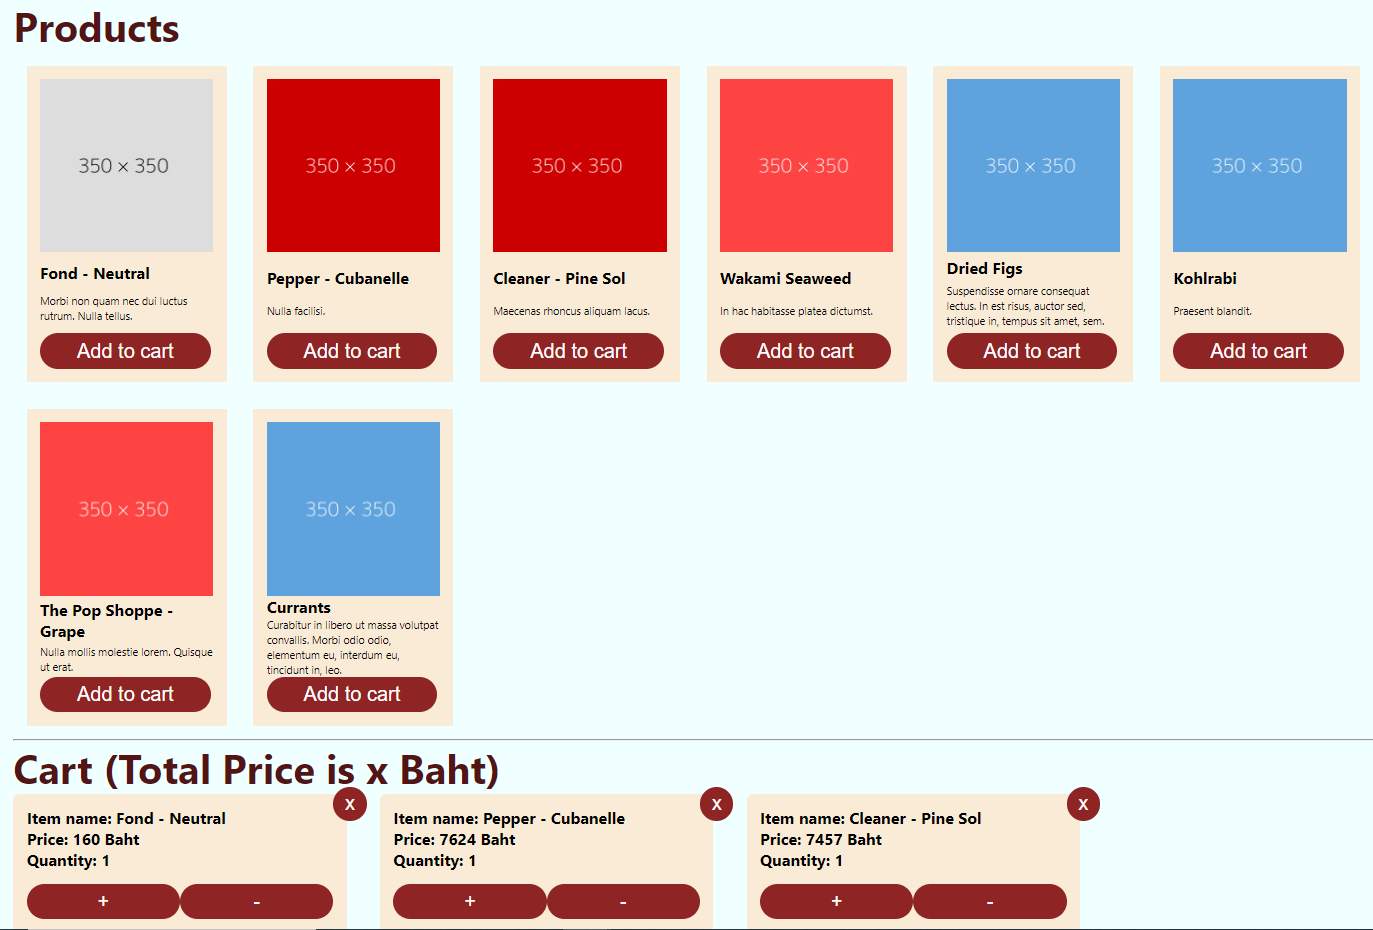 Products
350 × 350
350 × 350
350 × 350
350 × 350
350 × 350
350 × 350
Fond - Neutral
Morbi non quam nec dui luctus
rutrum. Nulla tellus.
Add to cart
Pepper - Cubanelle
Nulla facilisi.
Add to cart
Cleaner - Pine Sol
Maecenas rhoncus aliquam lacus.
Add to cart
Wakami Seaweed
In hac habitasse platea dictumst.
Add to cart
Dried Figs
Suspendisse ornare consequat
lectus. In est risus, auctor sed,
tristique in, tempus sit amet, sem.
Add to cart
Kohlrabi
Praesent blandit.
Add to cart
350 × 350
350 × 350
The Pop Shoppe -
Grape
Nulla mollis molestie lorem. Quisque
ut erat.
Add to cart
Currants
Curabitur in libero ut massa volutpat
convallis. Morbi odio odio,
elementum eu, interdum eu,
tincidunt in, leo.
Add to cart
Cart (Total Price is x Baht)
X
Item name: Fond - Neutral
Price: 160 Baht
Quantity: 1
+ -
X
Item name: Pepper - Cubanelle
Price: 7624 Baht
Quantity: 1
+ -
X
Item name: Cleaner - Pine Sol
Price: 7457 Baht
Quantity: 1
+ -